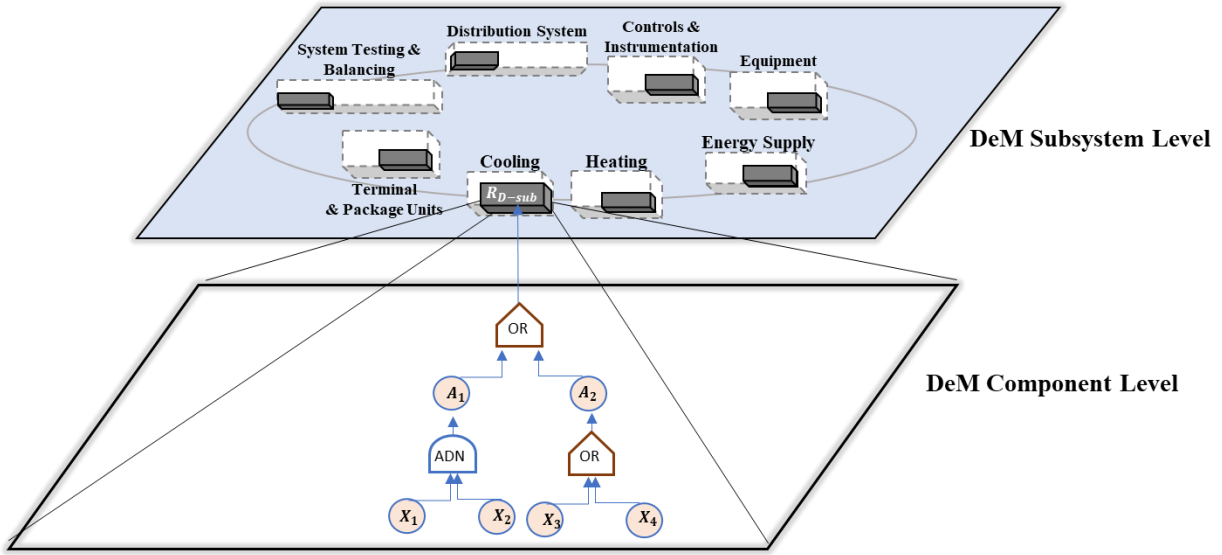 Distribution System
Controls &
Instrumentation
System Testing &
Balancing
Equipment
DeM Subsystem Level
Energy Supply
Cooling
Heating
R_{D-sub}
Terminal
& Package Units
OR
A_1
A_2
DeM Component Level
ADN
OR
X_1
X_2
X_3
X_4